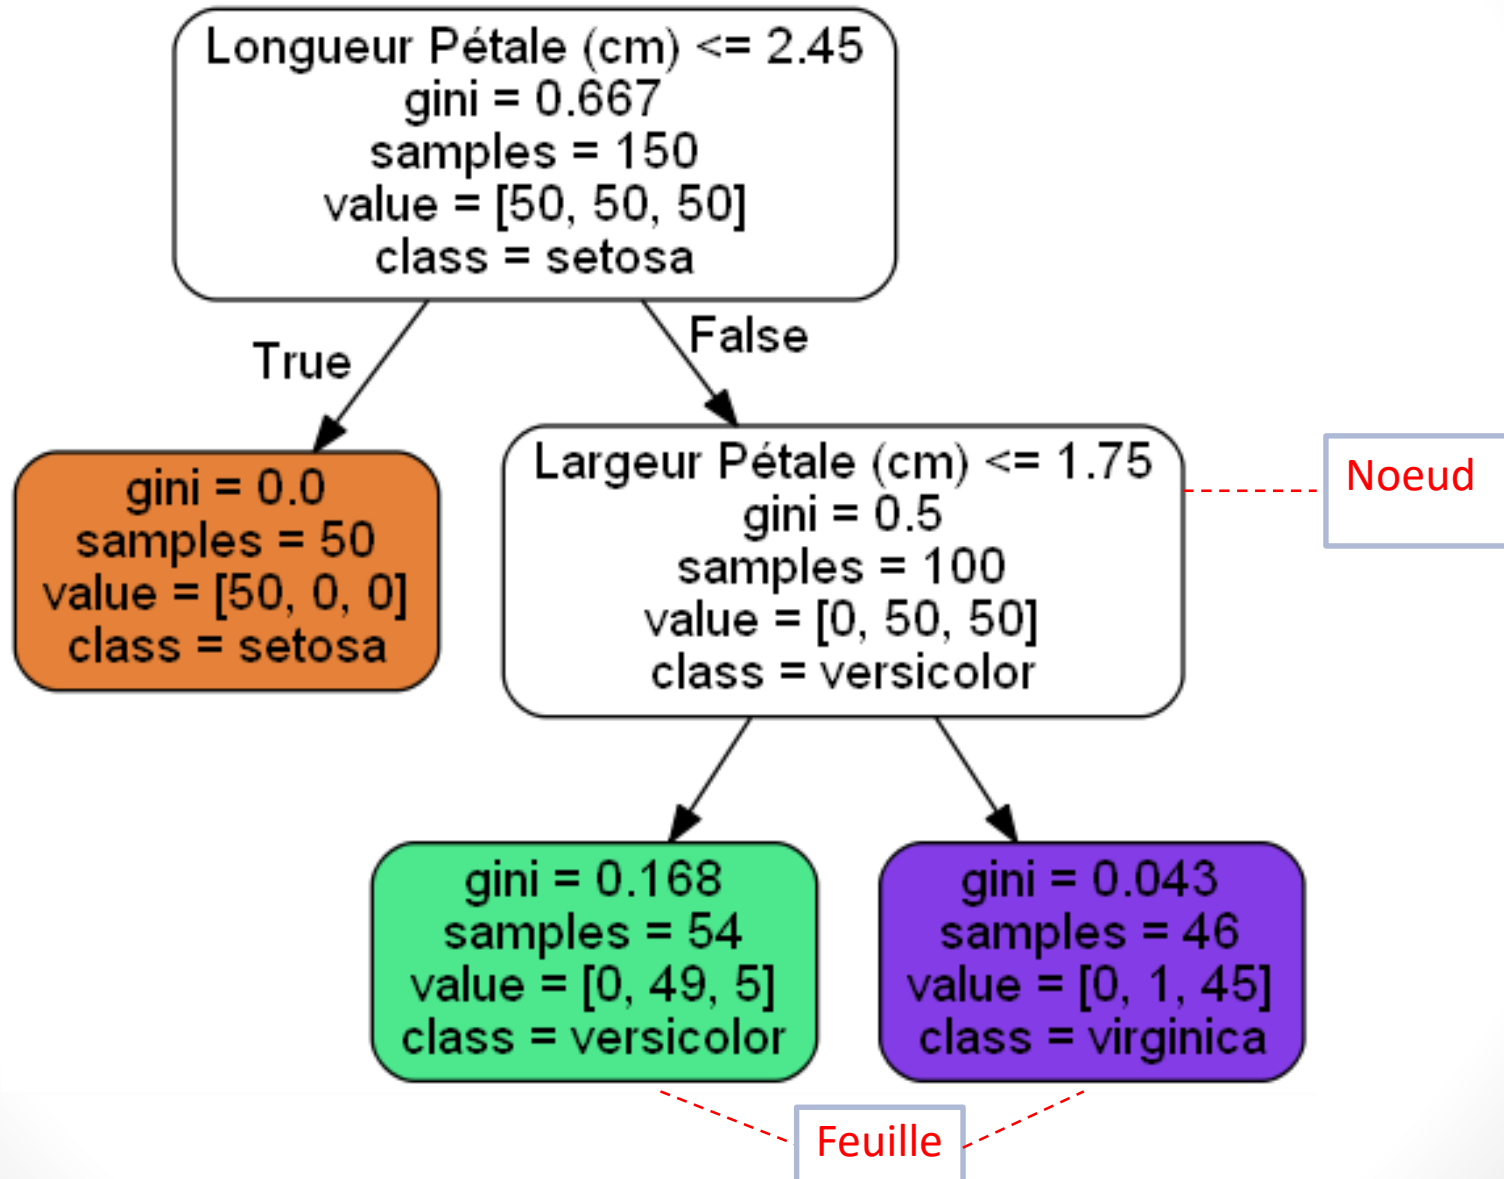 Longueur Pétale (cm) <= 2.45
gini = 0.667
samples = 150
value = [50, 50, 50]
class = setosa
True
False
gini = 0.0
samples = 50
value = [50, 0, 0]
class = setosa
Largeur Pétale (cm) <= 1.75
gini = 0.5
samples = 100
value = [0, 50, 50]
class = versicolor
Noeud
gini = 0.168
samples = 54
value = [0, 49, 5]
class = versicolor
gini = 0.043
samples = 46
value = [0, 1, 45]
class = virginica
Feuille